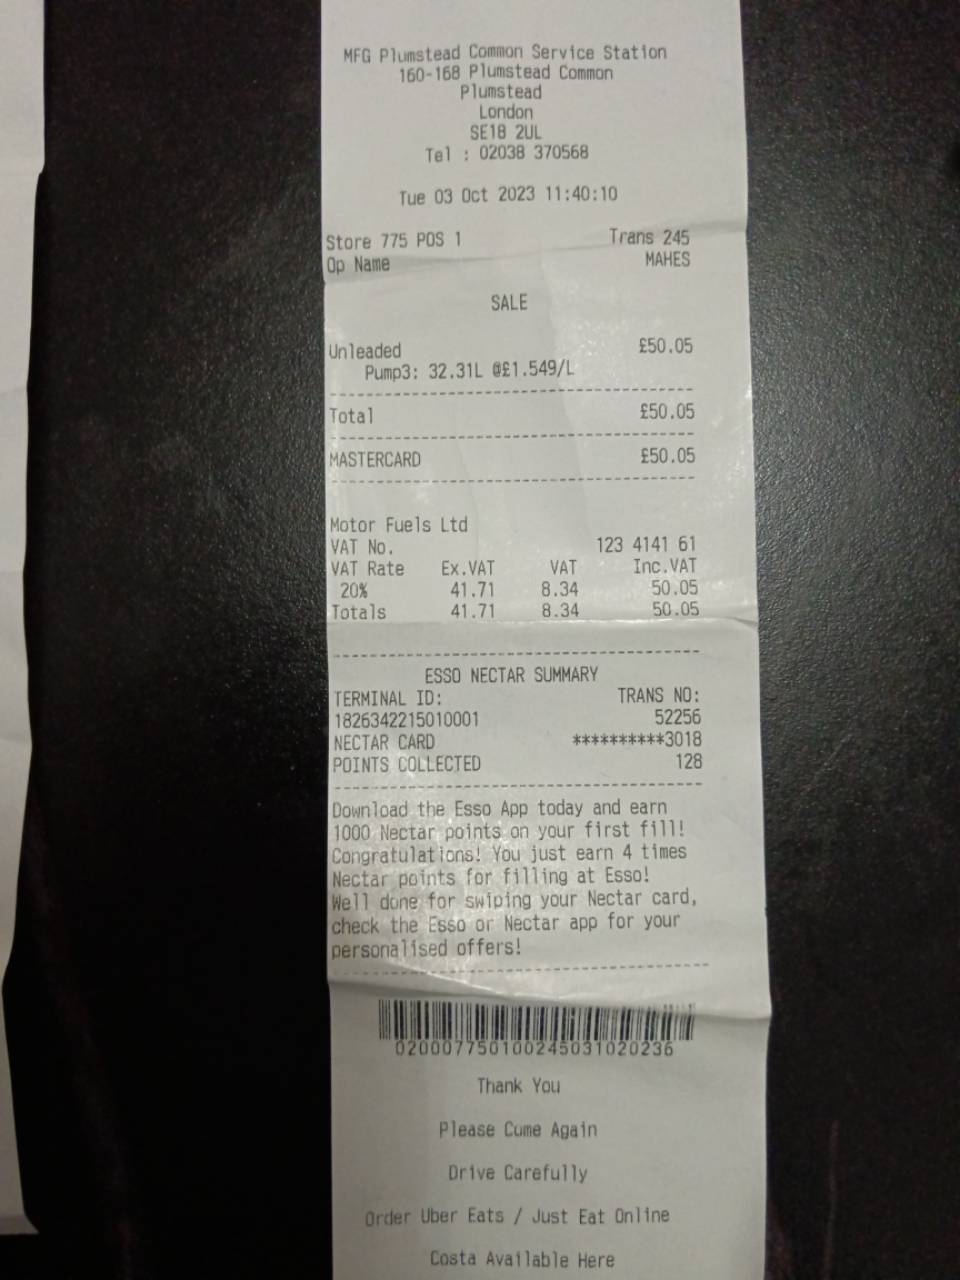 MFG Plumstead Common Service Station
160-168 Plumstead Common
Plumstead
London
SE18 2UL
Tel : 02038 370568
Tue 03 Oct 2023 11:40:10
Store 775 POS 1 Trans 245
Op Name MAHES
SALE
Unleaded £50.05
Pump3: 32.31L @£1.549/L
Total £50.05
MASTERCARD £50.05
Motor Fuels Ltd
VAT No. 123 4141 61
VAT Rate Ex.VAT VAT Inc.VAT
20% 41.71 8.34 50.05
Totals 41.71 8.34 50.05
ESSO NECTAR SUMMARY
TERMINAL ID: TRANS NO:
1826342215010001 52256
NECTAR CARD **********3018
POINTS COLLECTED 128
Download the Esso App today and earn
1000 Nectar points on your first fill!
Congratulations! You just earn 4 times
Nectar points for filling at Esso!
Well done for swiping your Nectar card,
check the Esso or Nectar app for your
personalised offers!
020007750100245031020236
Thank You
Please Come Again
Drive Carefully
Order Uber Eats / Just Eat Online
Costa Available Here